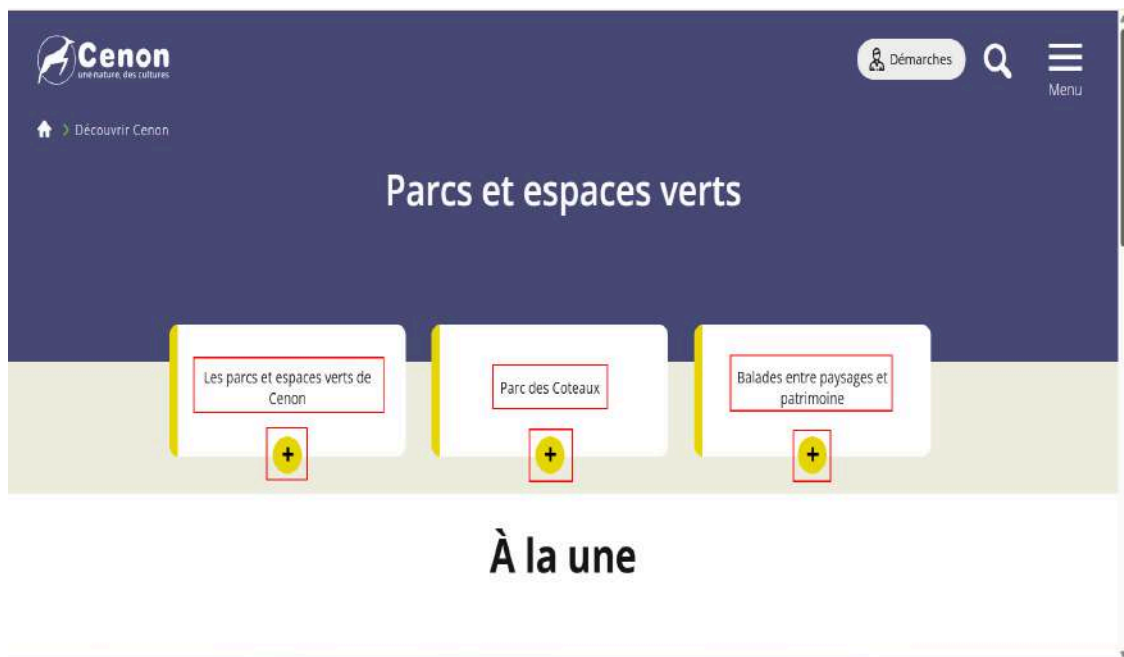 Cenon
une nature, des cultures
Démarches
Menu
Découvrir Cenon
Parcs et espaces verts
Les parcs et espaces verts de
Cenon
Parc des Coteaux
Balades entre paysages et
patrimoine
+
+
+
À la une